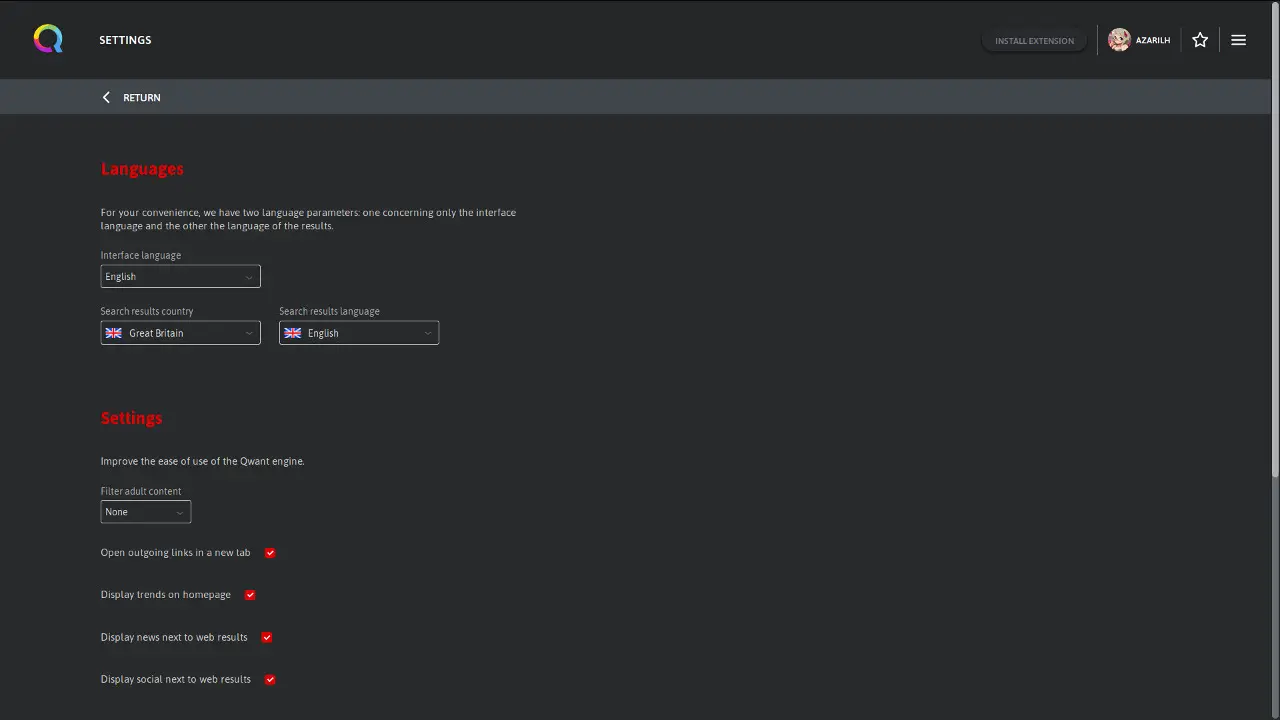 SETTINGS
INSTALL EXTENSION
AZARILH
RETURN
Languages
For your convenience, we have two language parameters: one concerning only the interface
language and the other the language of the results.
Interface language
English
Search results country
Search results language
Great Britain
English
Settings
Improve the ease of use of the Qwant engine.
Filter adult content
None
Open outgoing links in a new tab
Display trends on homepage
Display news next to web results
Display social next to web results